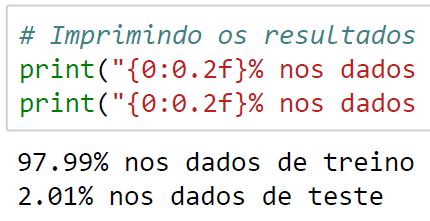 # Imprimindo os resultados
print("{0:0.2f}% nos dados
print("{0:0.2f}% nos dados
97.99% nos dados de treino
2.01% nos dados de teste